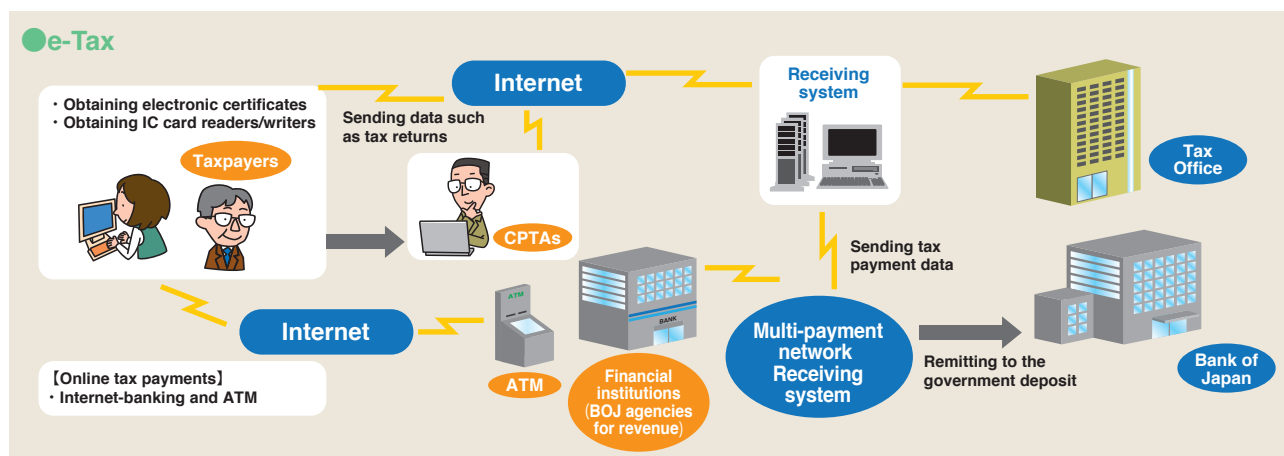 ●e-Tax
・Obtaining electronic certificates
・Obtaining IC card readers/writers
Taxpayers
Sending data such
as tax returns
Internet
CPTAs
Receiving
system
Tax
Office
Sending tax
payment data
Internet
ATM
ATM
BANK
Financial
institutions
(BOJ agencies
for revenue)
Multi-payment
network
Receiving
system
Remitting to the
government deposit
Bank of
Japan
【Online tax payments】
・Internet-banking and ATM